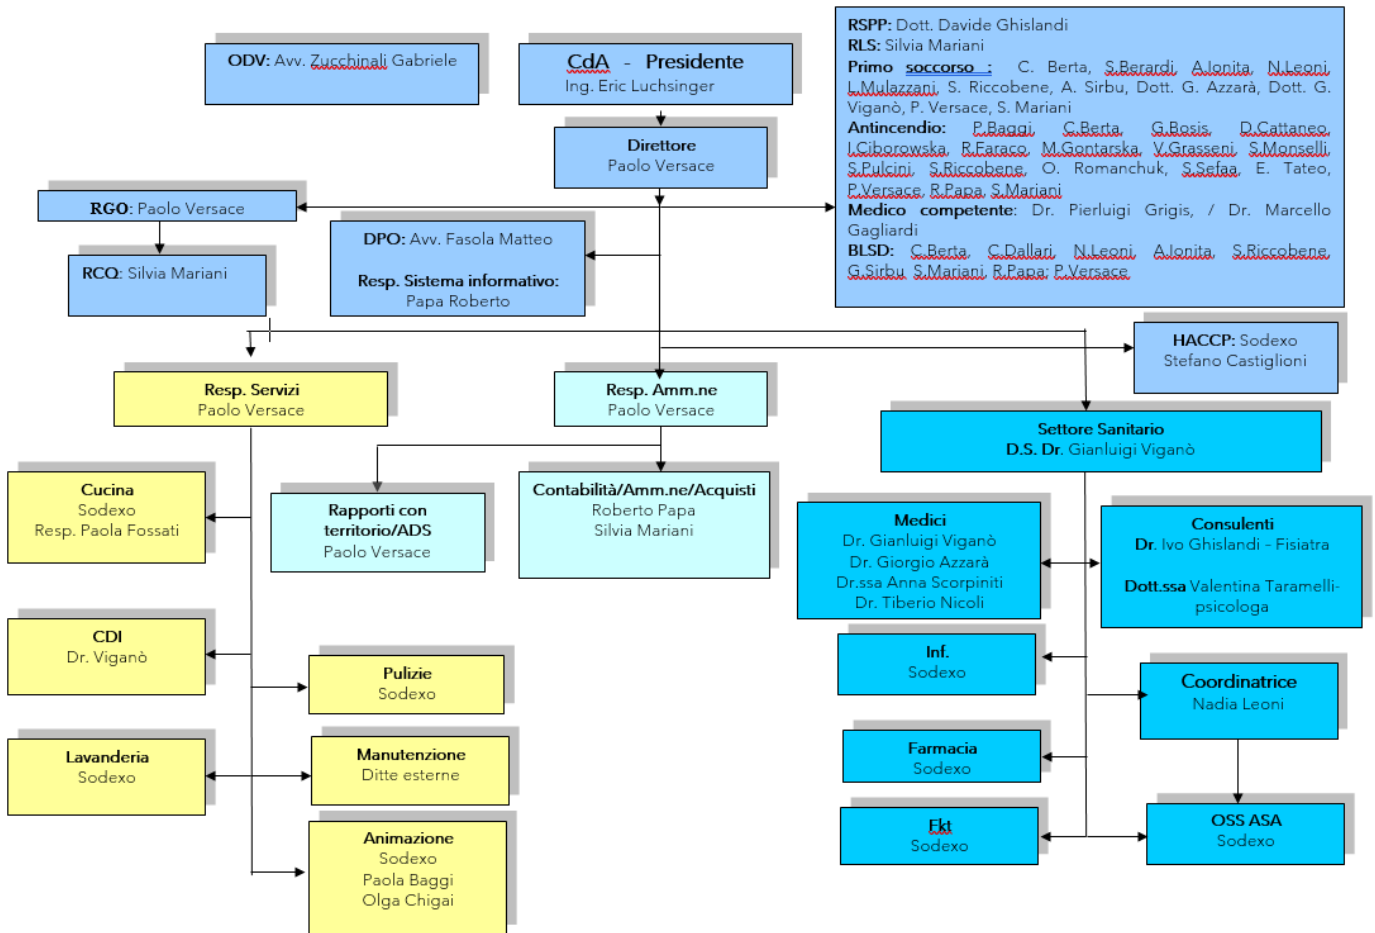 ODV: Avv. Zucchinali Gabriele
CdA - Presidente
Ing. Eric Luchsinger
RSPP: Dott. Davide Ghislandi
RLS: Silvia Mariani
Primo soccorso : C. Berta, S.Berardi, A.Ionita, N.Leoni,
L.Mulazzani, S. Riccobene, A. Sirbu, Dott. G. Azzarà, Dott. G.
Viganò, P. Versace, S. Mariani
Antincendio: P.Baggi, C.Berta, G.Bosis, D.Cattaneo,
I.Ciborowska, R.Faraco, M.Gontarska, V.Grasseni, S.Monselli,
S.Pulcini, S.Riccobene, O. Romanchuk, S.Sefaa, E. Tateo,
P.Versace, R.Papa, S.Mariani
Medico competente: Dr. Pierluigi Grigis, / Dr. Marcello
Gagliardi
BLSD: C.Berta, C.Dallari, N.Leoni, A.Ionita, S.Riccobene,
G.Sirbu S.Mariani, R.Papa; P.Versace
Direttore
Paolo Versace
RGO: Paolo Versace
RCQ: Silvia Mariani
DPO: Avv. Fasola Matteo
Resp. Sistema informativo:
Papa Roberto
HACCP: Sodexo
Stefano Castiglioni
Resp. Servizi
Paolo Versace
Resp. Amm.ne
Paolo Versace
Settore Sanitario
D.S. Dr. Gianluigi Viganò
Cucina
Sodexo
Resp. Paola Fossati
Rapporti con
territorio/ADS
Paolo Versace
Contabilità/Amm.ne/Acquisti
Roberto Papa
Silvia Mariani
Medici
Dr. Gianluigi Viganò
Dr. Giorgio Azzarà
Dr.ssa Anna Scorpiniti
Dr. Tiberio Nicoli
Consulenti
Dr. Ivo Ghislandi - Fisiatra
Dott.ssa Valentina Taramelli-
psicologa
CDI
Dr. Viganò
Pulizie
Sodexo
Inf.
Sodexo
Coordinatrice
Nadia Leoni
Lavanderia
Sodexo
Manutenzione
Ditte esterne
Farmacia
Sodexo
Animazione
Sodexo
Paola Baggi
Olga Chigai
Fkt
Sodexo
OSS ASA
Sodexo